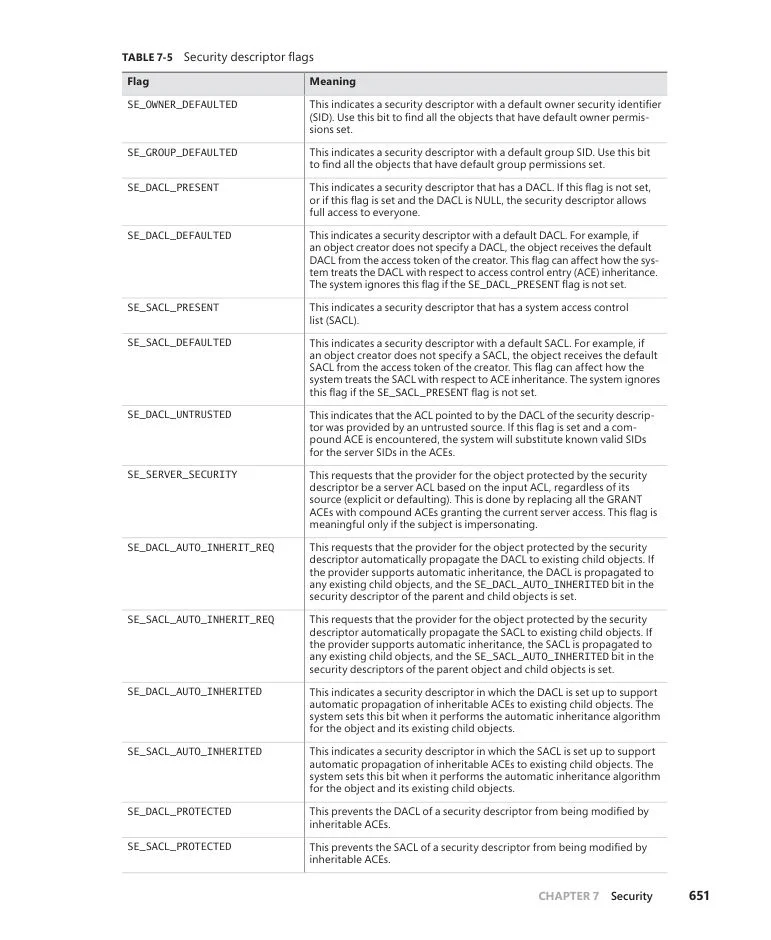 TABLE 7-5 Security descriptor flags
Flag Meaning
SE_OWNER_DEFAULTED This indicates a security descriptor with a default owner security identifier
(SID). Use this bit to find all the objects that have default owner permis-
sions set.
SE_GROUP_DEFAULTED This indicates a security descriptor with a default group SID. Use this bit
to find all the objects that have default group permissions set.
SE_DACL_PRESENT This indicates a security descriptor that has a DACL. If this flag is not set,
or if this flag is set and the DACL is NULL, the security descriptor allows
full access to everyone.
SE_DACL_DEFAULTED This indicates a security descriptor with a default DACL. For example, if
an object creator does not specify a DACL, the object receives the default
DACL from the access token of the creator. This flag can affect how the sys-
tem treats the DACL with respect to access control entry (ACE) inheritance.
The system ignores this flag if the SE_DACL_PRESENT flag is not set.
SE_SACL_PRESENT This indicates a security descriptor that has a system access control
list (SACL).
SE_SACL_DEFAULTED This indicates a security descriptor with a default SACL. For example, if
an object creator does not specify a SACL, the object receives the default
SACL from the access token of the creator. This flag can affect how the
system treats the SACL with respect to ACE inheritance. The system ignores
this flag if the SE_SACL_PRESENT flag is not set.
SE_DACL_UNTRUSTED This indicates that the ACL pointed to by the DACL of the security descrip-
tor was provided by an untrusted source. If this flag is set and a com-
pound ACE is encountered, the system will substitute known valid SIDs
for the server SIDs in the ACEs.
SE_SERVER_SECURITY This requests that the provider for the object protected by the security
descriptor be a server ACL based on the input ACL, regardless of its
source (explicit or defaulting). This is done by replacing all the GRANT
ACEs with compound ACEs granting the current server access. This flag is
meaningful only if the subject is impersonating.
SE_DACL_AUTO_INHERIT_REQ This requests that the provider for the object protected by the security
descriptor automatically propagate the DACL to existing child objects. If
the provider supports automatic inheritance, the DACL is propagated to
any existing child objects, and the SE_DACL_AUTO_INHERITED bit in the
security descriptor of the parent and child objects is set.
SE_SACL_AUTO_INHERIT_REQ This requests that the provider for the object protected by the security
descriptor automatically propagate the SACL to existing child objects. If
the provider supports automatic inheritance, the SACL is propagated to
any existing child objects, and the SE_SACL_AUTO_INHERITED bit in the
security descriptors of the parent object and child objects is set.
SE_DACL_AUTO_INHERITED This indicates a security descriptor in which the DACL is set up to support
automatic propagation of inheritable ACEs to existing child objects. The
system sets this bit when it performs the automatic inheritance algorithm
for the object and its existing child objects.
SE_SACL_AUTO_INHERITED This indicates a security descriptor in which the SACL is set up to support
automatic propagation of inheritable ACEs to existing child objects. The
system sets this bit when it performs the automatic inheritance algorithm
for the object and its existing child objects.
SE_DACL_PROTECTED This prevents the DACL of a security descriptor from being modified by
inheritable ACEs.
SE_SACL_PROTECTED This prevents the SACL of a security descriptor from being modified by
inheritable ACEs.
CHAPTER 7 Security 651